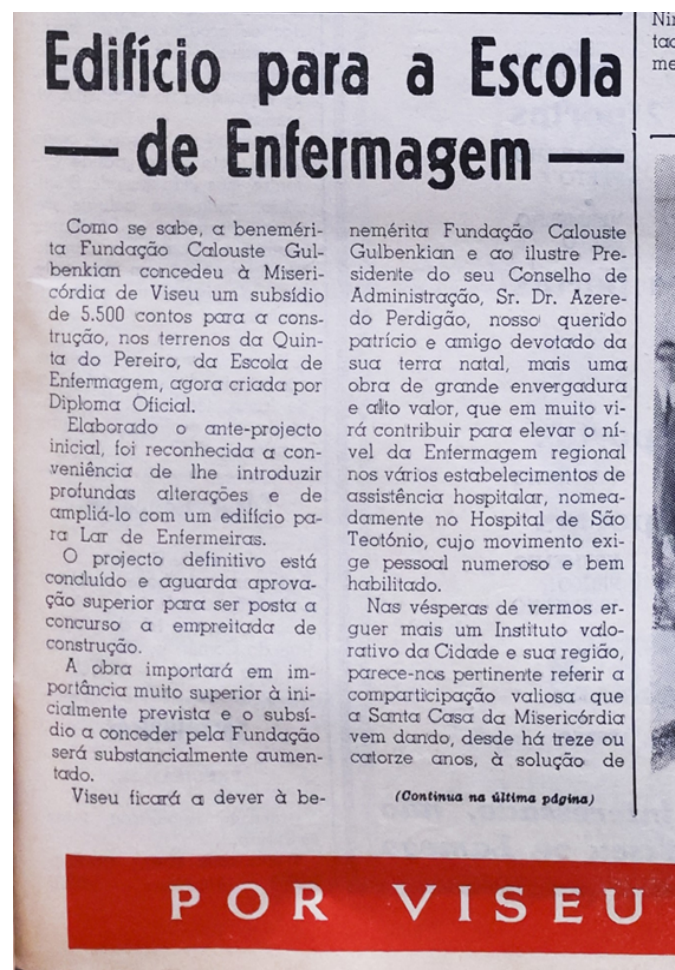 Edifício para a Escola
— de Enfermagem —
Como se sabe, a beneméri-
ta Fundação Calouste Gul-
benkian concedeu à Miseri-
córdia de Viseu um subsídio
de 5.500 contos para a cons-
trução, nos terrenos da Quin-
ta do Pereiro, da Escola de
Enfermagem, agora criada por
Diploma Oficial.
Elaborado o ante-projecto
inicial, foi reconhecida a con-
veniência de lhe introduzir
profundas alterações e de
ampliá-lo com um edifício pa-
ra Lar de Enfermeiras.
O projecto definitivo está
concluído e aguarda aprova-
ção superior para ser posta a
concurso a empreitada de
construção.
A obra importará em im-
portância muito superior à ini-
cialmente prevista e o subsí-
dio a conceder pela Fundação
será substancialmente aumen-
tado.
Viseu ficará a dever à be-
nemérita Fundação Calouste
Gulbenkian e ao ilustre Pre-
sidente do seu Conselho de
Administração, Sr. Dr. Azere-
do Perdigão, nosso querido
patrício e amigo devotado da
sua terra natal, mais uma
obra de grande envergadura
e alto valor, que em muito vi-
rá contribuir para elevar o ní-
vel da Enfermagem regional
nos vários estabelecimentos de
assistência hospitalar, nomea-
damente no Hospital de São
Teotónio, cujo movimento exi-
ge pessoal numeroso e bem
habilitado.
Nas vésperas de vermos er-
guer mais um Instituto valo-
rativo da Cidade e sua região,
parece-nos pertinente referir a
comparticipação valiosa que
a Santa Casa da Misericórdia
vem dando, desde há treze ou
catorze anos, à solução de
(Continua na última página)
POR VISEU